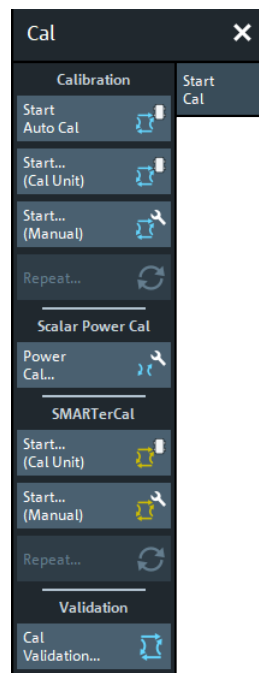 Cal
Calibration
Start
Cal
Start
Auto Cal
Start...
(Cal Unit)
Start...
(Manual)
Repeat...
Scalar Power Cal
Power
Cal...
SMARTerCal
Start...
(Cal Unit)
Start...
(Manual)
Repeat...
Validation
Cal
Validation...